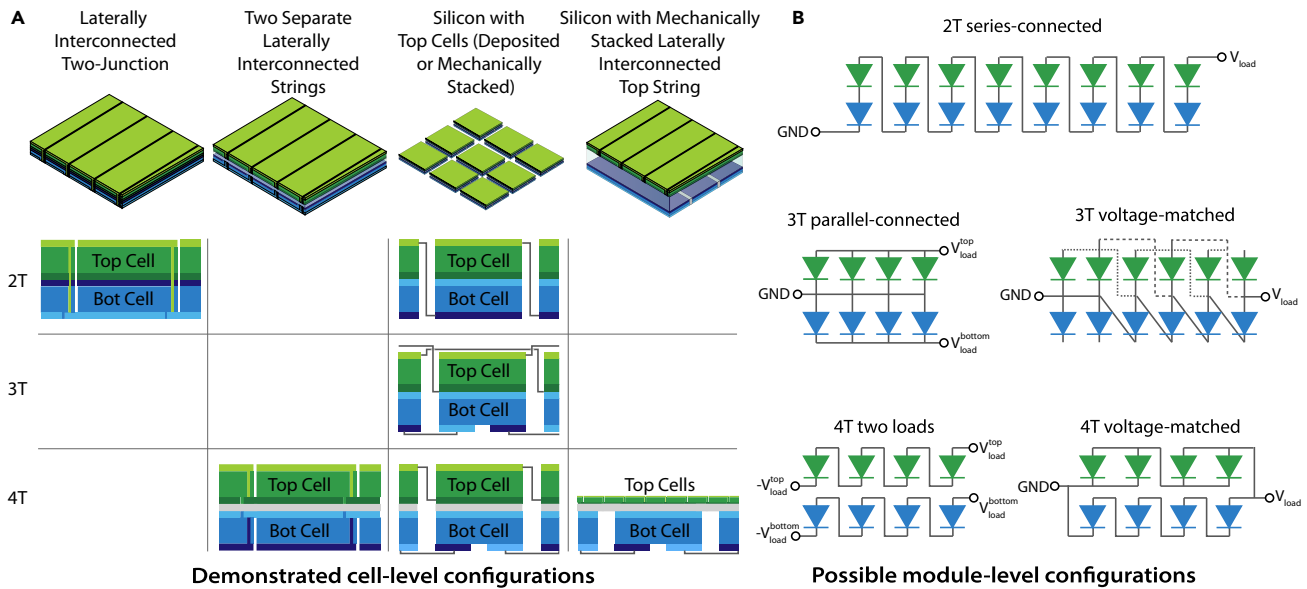 A
Laterally
Interconnected
Two-Junction
Two Separate
Laterally
Interconnected
Strings
Silicon with
Top Cells (Deposited
or Mechanically
Stacked)
Silicon with Mechanically
Stacked Laterally
Interconnected
Top String
2T
Top Cell
Bot Cell
Top Cell
Bot Cell
3T
Top Cell
Bot Cell
4T
Top Cell
Bot Cell
Top Cell
Bot Cell
Top Cells
Bot Cell
Demonstrated cell-level configurations
B
2T series-connected
V load
GND
3T parallel-connected
V top load
GND
V bottom load
3T voltage-matched
GND
V load
4T two loads
V top load
-V top load
V bottom load
-V bottom load
4T voltage-matched
GND
V load
Possible module-level configurations